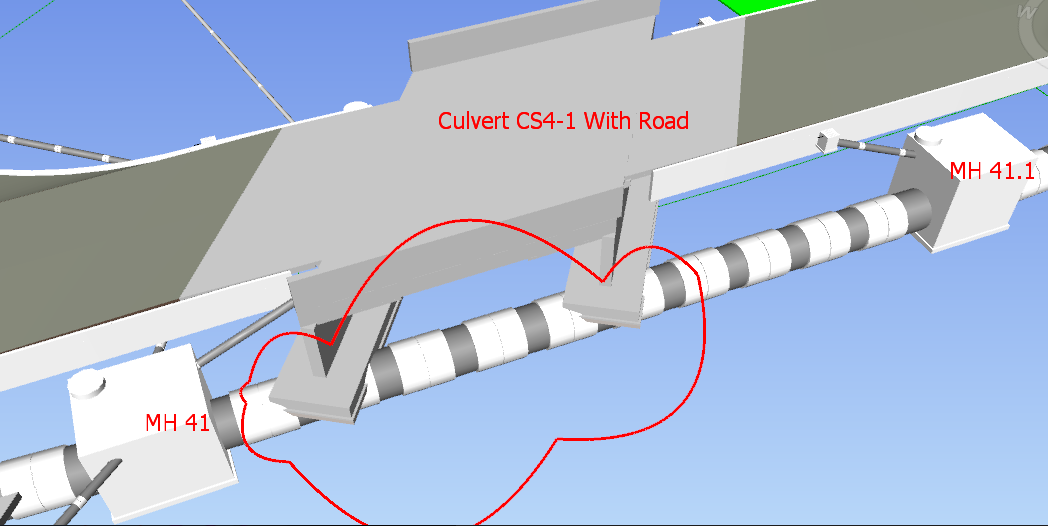 W
Culvert CS4-1 With Road
MH 41.1
MH 41